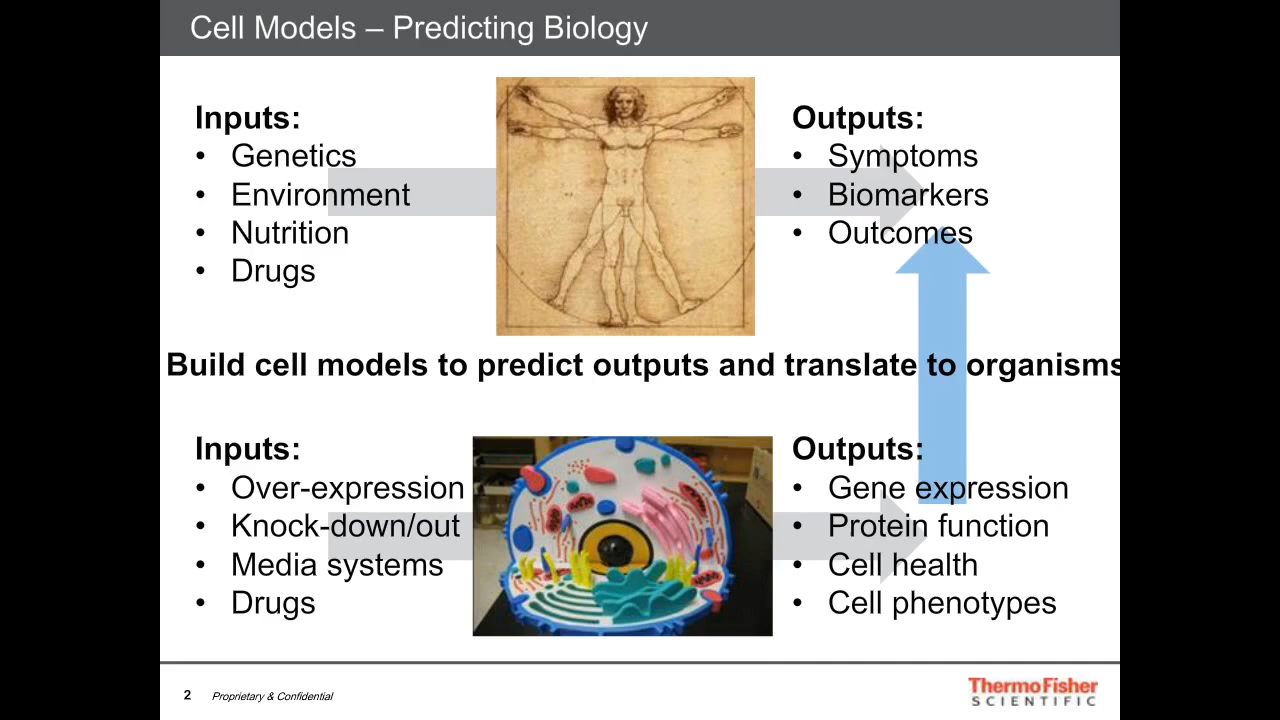 Cell Models – Predicting Biology
Inputs:
• Genetics
• Environment
• Nutrition
• Drugs
Outputs:
• Symptoms
• Biomarkers
• Outcomes
Build cell models to predict outputs and translate to organisms
Inputs:
• Over-expression
• Knock-down/out
• Media systems
• Drugs
Outputs:
• Gene expression
• Protein function
• Cell health
• Cell phenotypes
2 Proprietary & Confidential
ThermoFisher
SCIENTIFIC